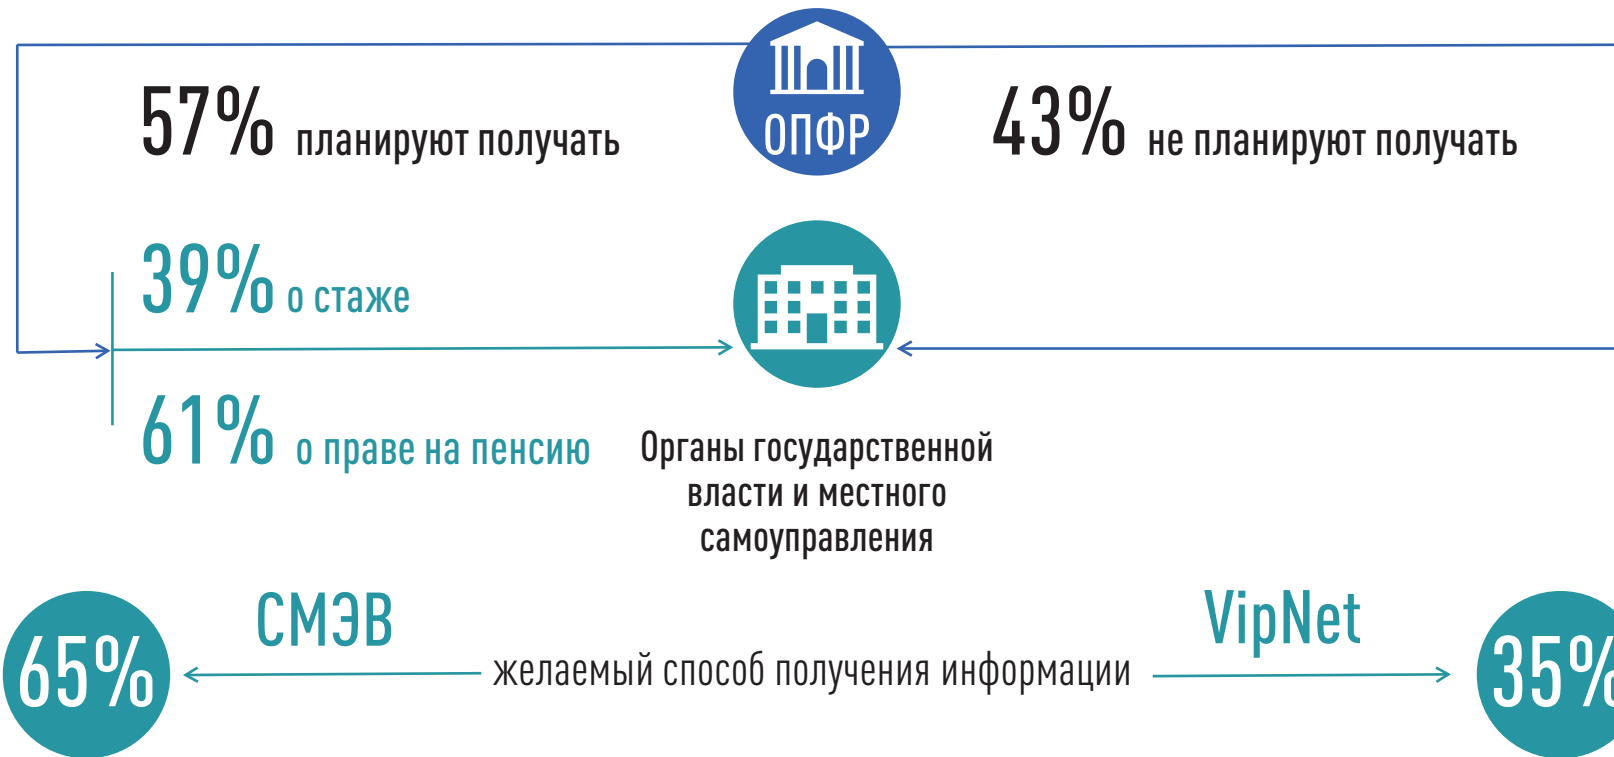 57% планируют получать
ОПФР
43% не планируют получать
39% о стаже
61% о праве на пенсию
Органы государственной
власти и местного
самоуправления
65%
СМЭВ
желаемый способ получения информации
VipNet
35%